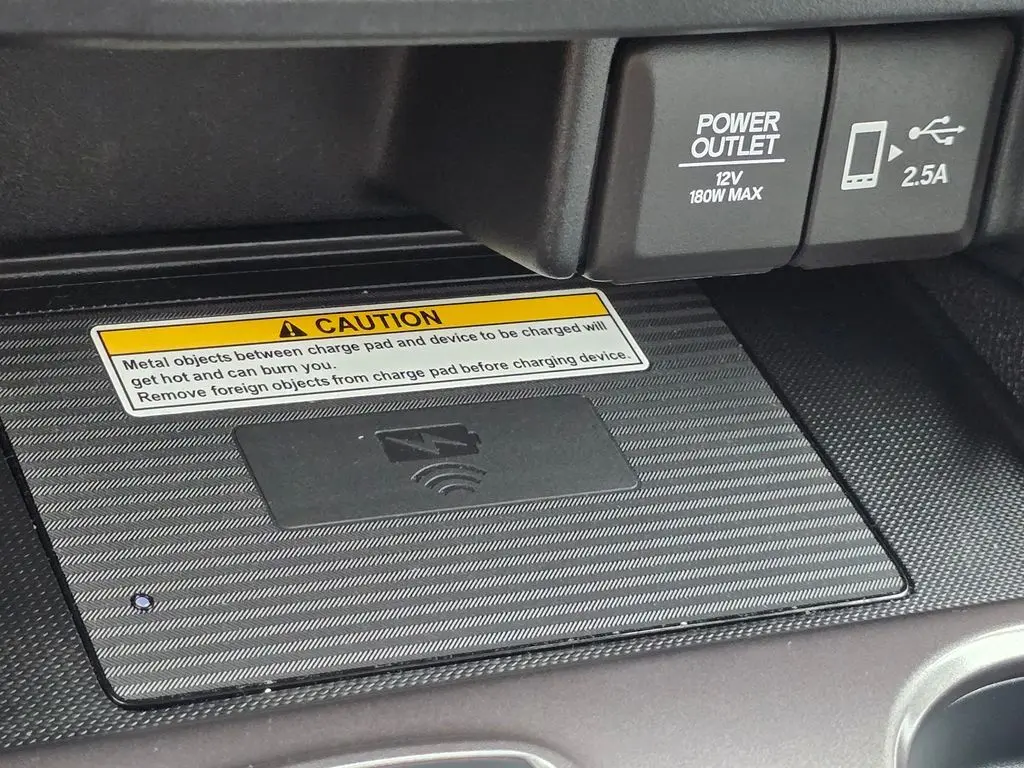 POWER
OUTLET
12V
180W MAX
2.5A
CAUTION
Metal objects between charge pad and device to be charged will
get hot and can burn you.
Remove foreign objects from charge pad before charging device.